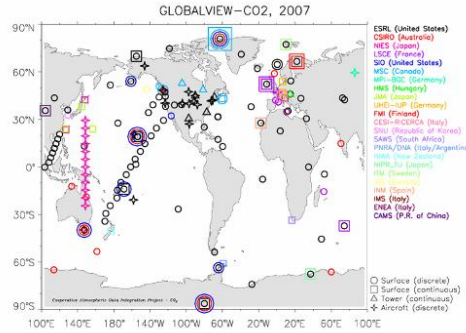 GLOBALVIEW-CO2, 2007
90°N
60°N
30°N
0°N
30°S
60°S
90°S
100°E 140°E 180°W 140°W 100°W 60°W 20°W 20°E 60°E 100°E
ESRL (United States)
CSIRO (Australia)
NIES (Japan)
LSCE (France)
SIO (United States)
MSC (Canada)
MPI-BGC (Germany)
HMS (Hungary)
JMA (Japan)
UHEI-IUP (Germany)
FMI (Finland)
CESI-RICERCA (Italy)
SNU (Republic of Korea)
SAWS (South Africa)
PNRA/DNA (Italy/Argentina)
NIWA (New Zealand)
NIPR,TU (Japan)
ITM (Sweden)
INM (Spain)
IMS (Italy)
ENEA (Italy)
CAMS (P.R. of China)
Surface (discrete)
Surface (continuous)
Tower (continuous)
Aircraft (discrete)
Cooperative Atmospheric Data Integration Project - CO2